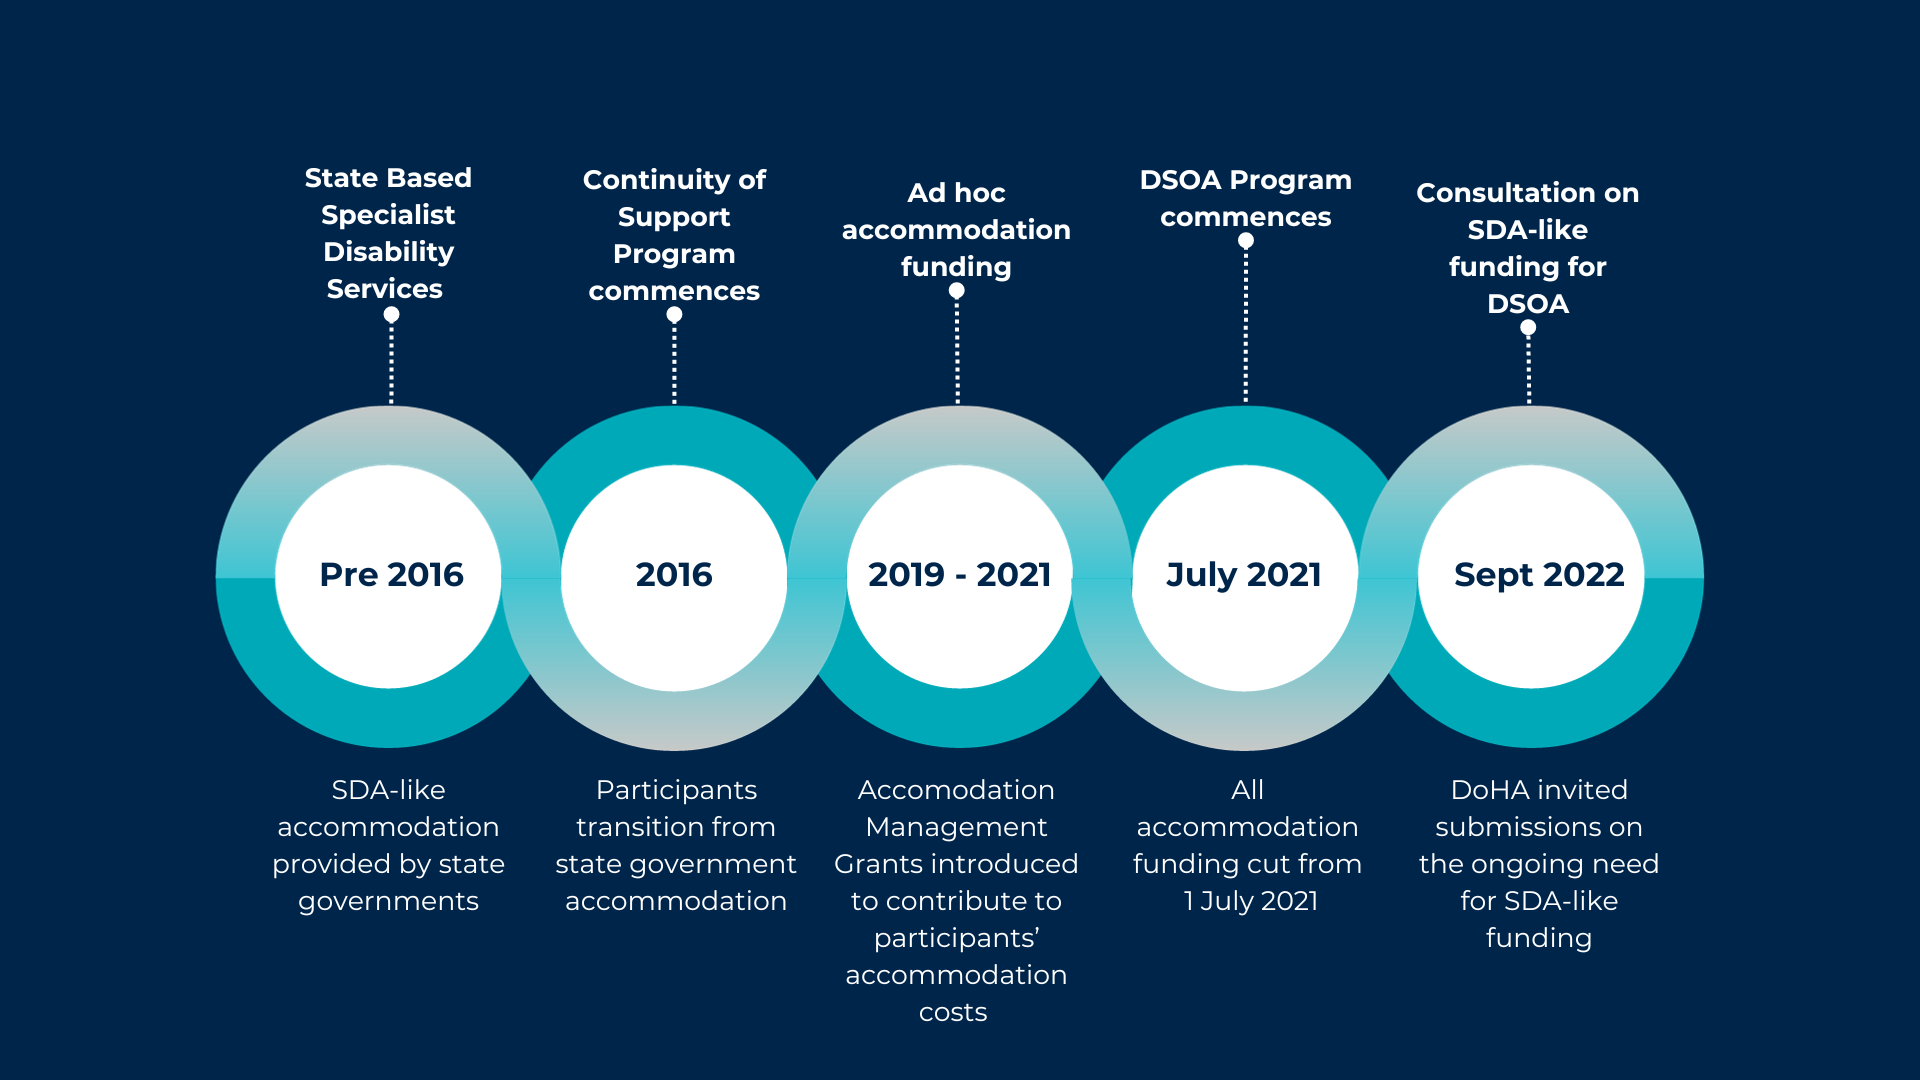 State Based
Specialist
Disability
Services
Continuity of
Support
Program
commences
Ad hoc
accommodation
funding
DSOA Program
commences
Consultation on
SDA-like
funding for
DSOA
Pre 2016
2016
2019 - 2021
July 2021
Sept 2022
SDA-like
accommodation
provided by state
governments
Participants
transition from
state government
accommodation
Accomodation
Management
Grants introduced
to contribute to
participants’
accommodation
costs
All
accommodation
funding cut from
1 July 2021
DoHA invited
submissions on
the ongoing need
for SDA-like
funding